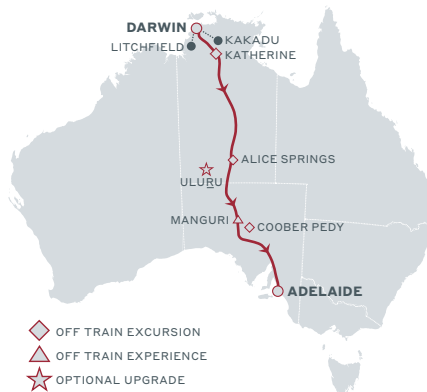 DARWIN
LITCHFIELD
KAKADU
KATHERINE
ALICE SPRINGS
ULURU
MANGURI
COOBER PEDY
ADELAIDE
OFF TRAIN EXCURSION
OFF TRAIN EXPERIENCE
OPTIONAL UPGRADE